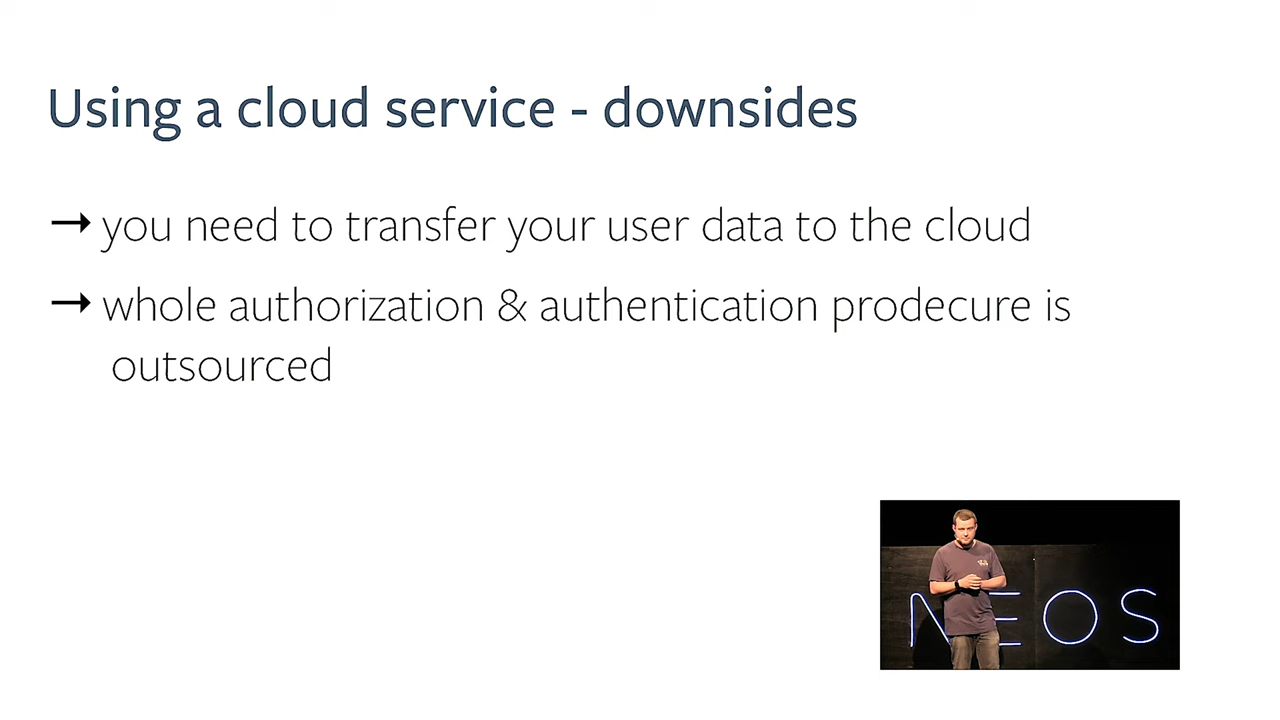 Using a cloud service - downsides
→ you need to transfer your user data to the cloud
→ whole authorization & authentication prodecure is
outsourced
NEOS